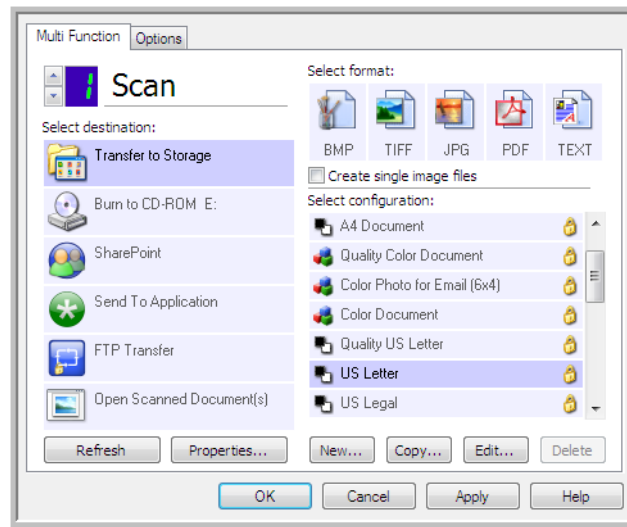 Multi Function
Options
1
Scan
Select destination:
Transfer to Storage
Burn to CD-ROM E:
SharePoint
Send To Application
FTP Transfer
Open Scanned Document(s)
Refresh
Properties...
Select format:
BMP
TIFF
JPG
PDF
TEXT
Create single image files
Select configuration:
A4 Document
Quality Color Document
Color Photo for Email (6x4)
Color Document
Quality US Letter
US Letter
US Legal
New...
Copy...
Edit...
Delete
OK
Cancel
Apply
Help